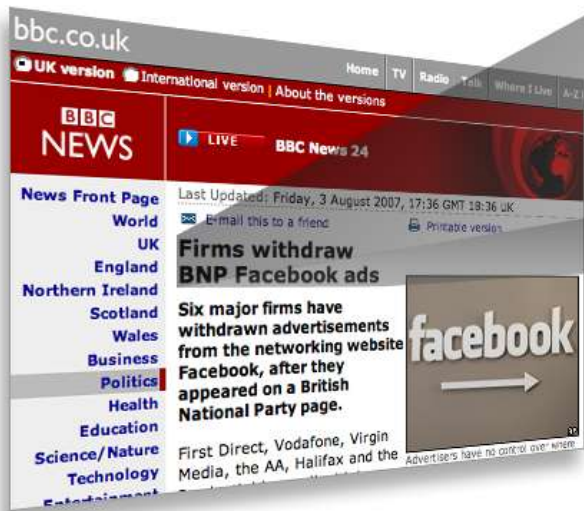 bbc.co.uk
Home TV Radio Talk Where I Live A-Z
UK version International version | About the versions
BBC
NEWS
LIVE BBC News 24
News Front Page
World
UK
England
Northern Ireland
Scotland
Wales
Business
Politics
Health
Education
Science/Nature
Technology
Entertainment
Last Updated: Friday, 3 August 2007, 17:36 GMT 18:36 UK
E-mail this to a friend
Printable version
Firms withdraw
BNP Facebook ads
Six major firms have
withdrawn advertisements
from the networking website
Facebook, after they
appeared on a British
National Party page.
First Direct, Vodafone, Virgin
Media, the AA, Halifax and the
facebook
Advertisers have no control over where